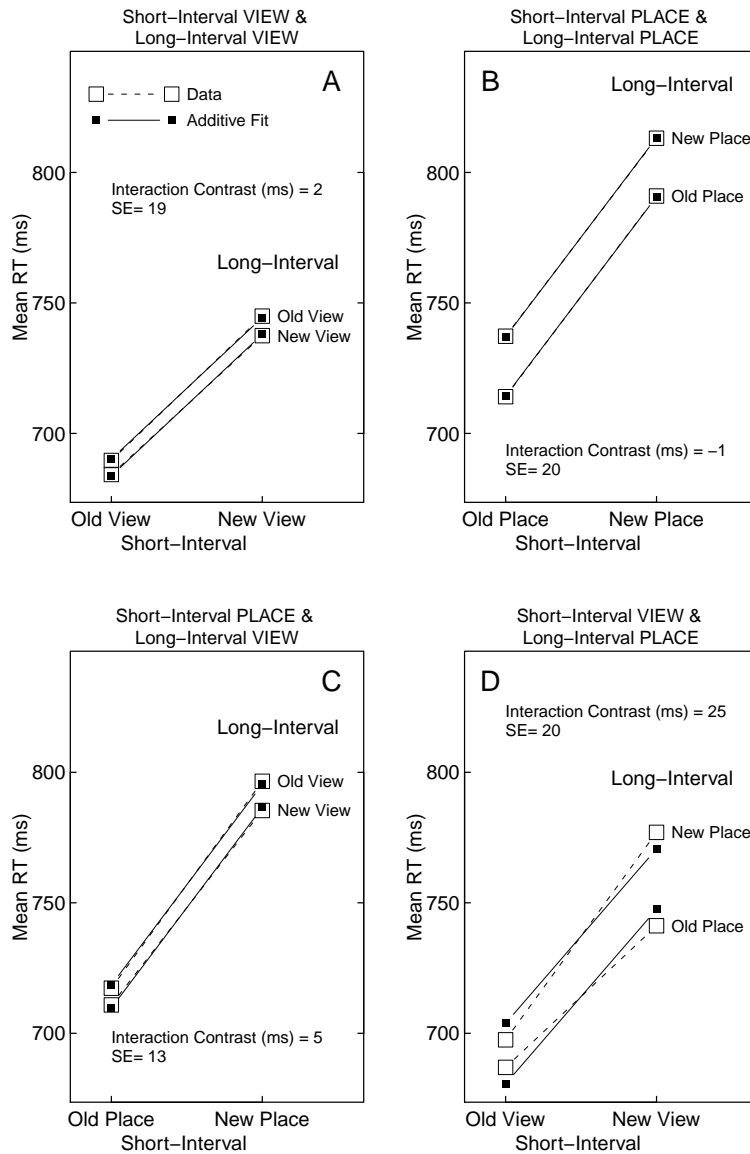 Short−Interval VIEW &
Long−Interval VIEW
A
Data
Additive Fit
Interaction Contrast (ms) = 2
SE= 19
Long−Interval
Old View
New View
Mean RT (ms)
800
750
700
Old View
New View
Short−Interval
Short−Interval PLACE &
Long−Interval PLACE
B
Long−Interval
New Place
Old Place
Interaction Contrast (ms) = −1
SE= 20
Old Place
New Place
Short−Interval
Short−Interval PLACE &
Long−Interval VIEW
C
Long−Interval
Old View
New View
Mean RT (ms)
800
750
700
Interaction Contrast (ms) = 5
SE= 13
Old Place
New Place
Short−Interval
Short−Interval VIEW &
Long−Interval PLACE
D
Interaction Contrast (ms) = 25
SE= 20
Long−Interval
New Place
Old Place
Mean RT (ms)
800
750
700
Old View
New View
Short−Interval